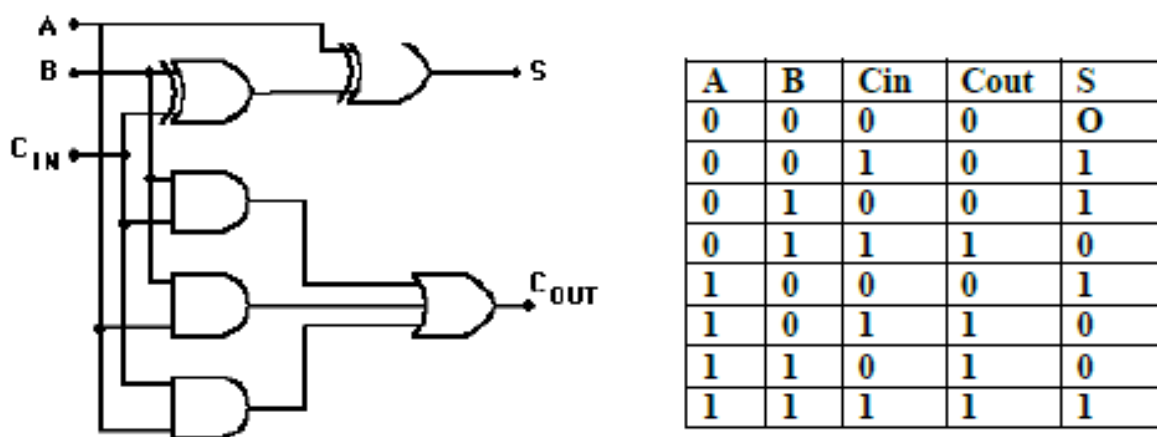 A
B
C IN
S
C OUT
A B Cin Cout S
0 0 0 0 O
0 0 1 0 1
0 1 0 0 1
0 1 1 1 0
1 0 0 0 1
1 0 1 1 0
1 1 0 1 0
1 1 1 1 1